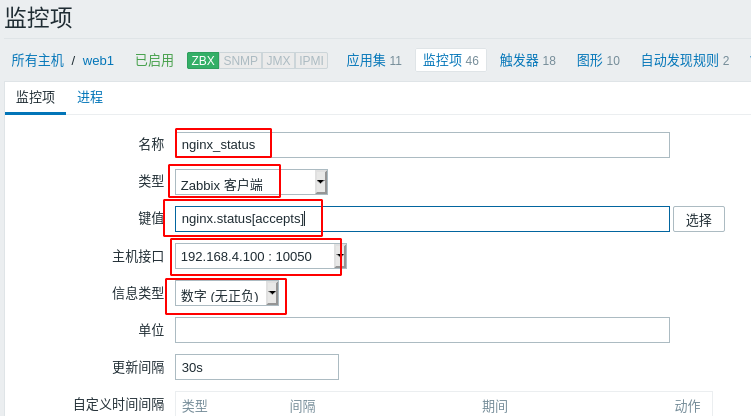 监控项
所有主机 / web1 已启用 ZBX SNMP JMX IPMI 应用集 11 监控项 46 触发器 18 图形 10 自动发现规则 2
监控项 进程
名称 nginx_status
类型 Zabbix 客户端
键值 nginx.status[accepts] 选择
主机接口 192.168.4.100 : 10050
信息类型 数字 (无正负)
单位
更新间隔 30s
自定义时间间隔 类型 间隔 期间 动作